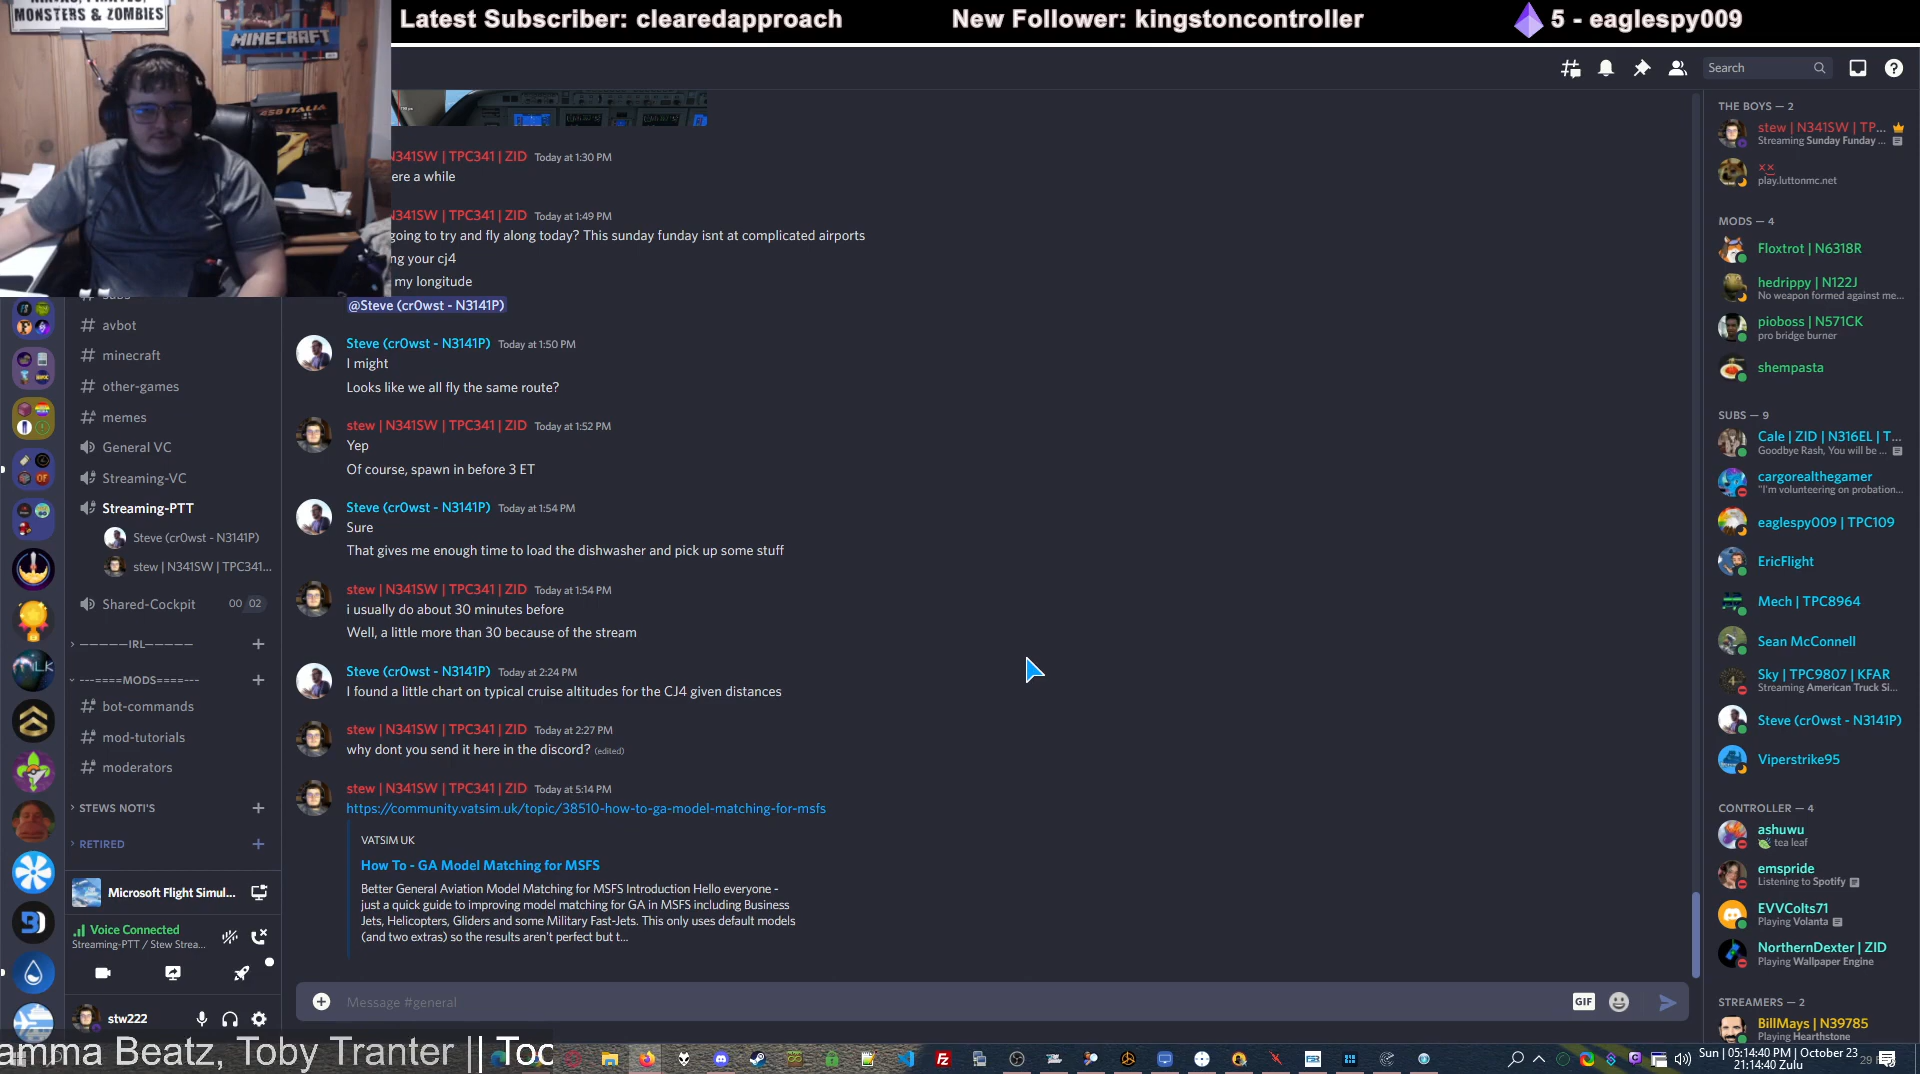 Latest Subscriber: clearedapproach
New Follower: kingstoncontroller
5 - eaglespy009
MONSTERS & ZOMBIES
MINECRAFT
458 ITALIA
Search
N341SW | TPC341 | ZID Today at 1:30 PM
ere a while
N341SW | TPC341 | ZID Today at 1:49 PM
going to try and fly along today? This sunday funday isnt at complicated airports
ng your cj4
my longitude
@Steve (cr0wst - N3141P)
Steve (cr0wst - N3141P) Today at 1:50 PM
I might
Looks like we all fly the same route?
stew | N341SW | TPC341 | ZID Today at 1:52 PM
Yep
Of course, spawn in before 3 ET
Steve (cr0wst - N3141P) Today at 1:54 PM
Sure
That gives me enough time to load the dishwasher and pick up some stuff
stew | N341SW | TPC341 | ZID Today at 1:54 PM
i usually do about 30 minutes before
Well, a little more than 30 because of the stream
Steve (cr0wst - N3141P) Today at 2:24 PM
I found a little chart on typical cruise altitudes for the CJ4 given distances
stew | N341SW | TPC341 | ZID Today at 2:27 PM
why dont you send it here in the discord? (edited)
stew | N341SW | TPC341 | ZID Today at 5:14 PM
https://community.vatsim.uk/topic/38510-how-to-ga-model-matching-for-msfs
VATSIM UK
How To - GA Model Matching for MSFS
Better General Aviation Model Matching for MSFS Introduction Hello everyone -
just a quick guide to improving model matching for GA in MSFS including Business
Jets, Helicopters, Gliders and some Military Fast-Jets. This only uses default models
(and two extras) so the results aren't perfect but t...
Message #general
GIF
subs
avbot
minecraft
other-games
memes
General VC
Streaming-VC
Streaming-PTT
Steve (cr0wst - N3141P)
stew | N341SW | TPC341...
Shared-Cockpit 00 02
—————IRL—————
---====MODS====---
bot-commands
mod-tutorials
moderators
STEWS NOTI'S
RETIRED
Microsoft Flight Simul...
Voice Connected
Streaming-PTT / Stew Strea...
stw222
THE BOYS — 2
stew | N341SW | TP...
Streaming Sunday Funday ...
xx
play.luttonmc.net
MODS — 4
Floxtrot | N6318R
hedrippy | N122J
No weapon formed against me...
pioboss | N571CK
pro bridge burner
shempasta
SUBS — 9
Cale | ZID | N316EL | T...
Goodbye Rash, You will be ...
cargorealthegamer
"I'm volunteering on probation...
eaglespy009 | TPC109
EricFlight
Mech | TPC8964
Sean McConnell
Sky | TPC9807 | KFAR
Streaming American Truck Si...
Steve (cr0wst - N3141P)
Viperstrike95
CONTROLLER — 4
ashuwu
tea leaf
emspride
Listening to Spotify
EVVColts71
Playing Volanta
NorthernDexter | ZID
Playing Wallpaper Engine
STREAMERS — 2
BillMays | N39785
Playing Hearthstone
amma Beatz, Toby Tranter || Toc
Sun | 05:14:40 PM | October 23
21:14:40 Zulu
29